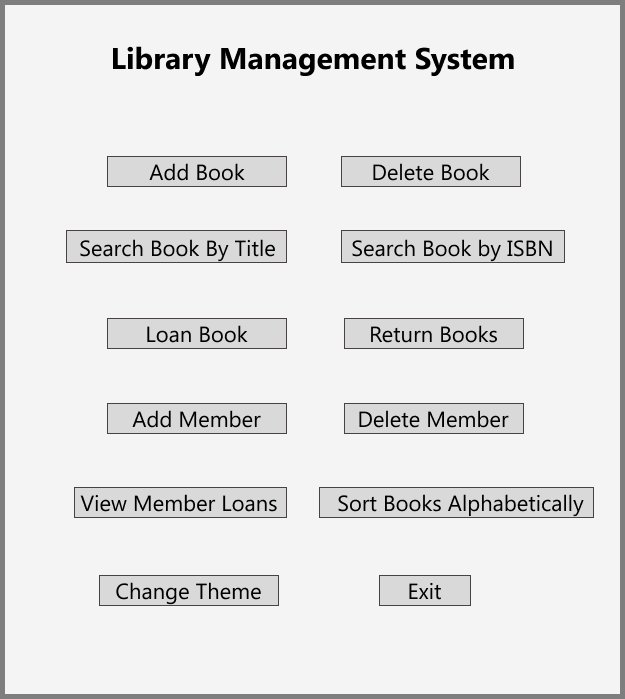 Library Management System
Add Book
Delete Book
Search Book By Title
Search Book by ISBN
Loan Book
Return Books
Add Member
Delete Member
View Member Loans
Sort Books Alphabetically
Change Theme
Exit